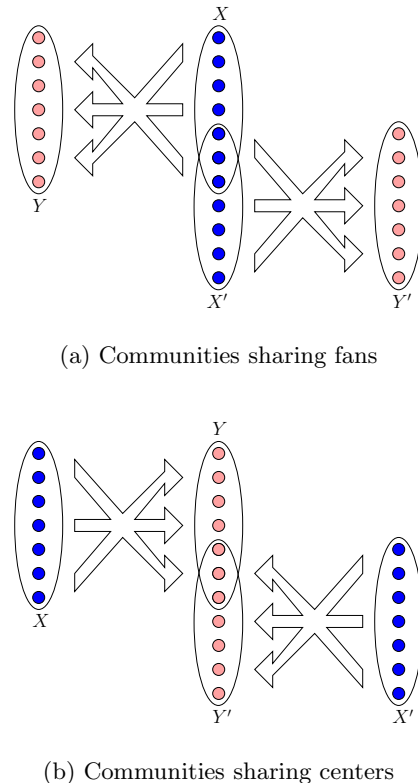 X
Y
X′
Y′
(a) Communities sharing fans
Y
X
Y′
X′
(b) Communities sharing centers